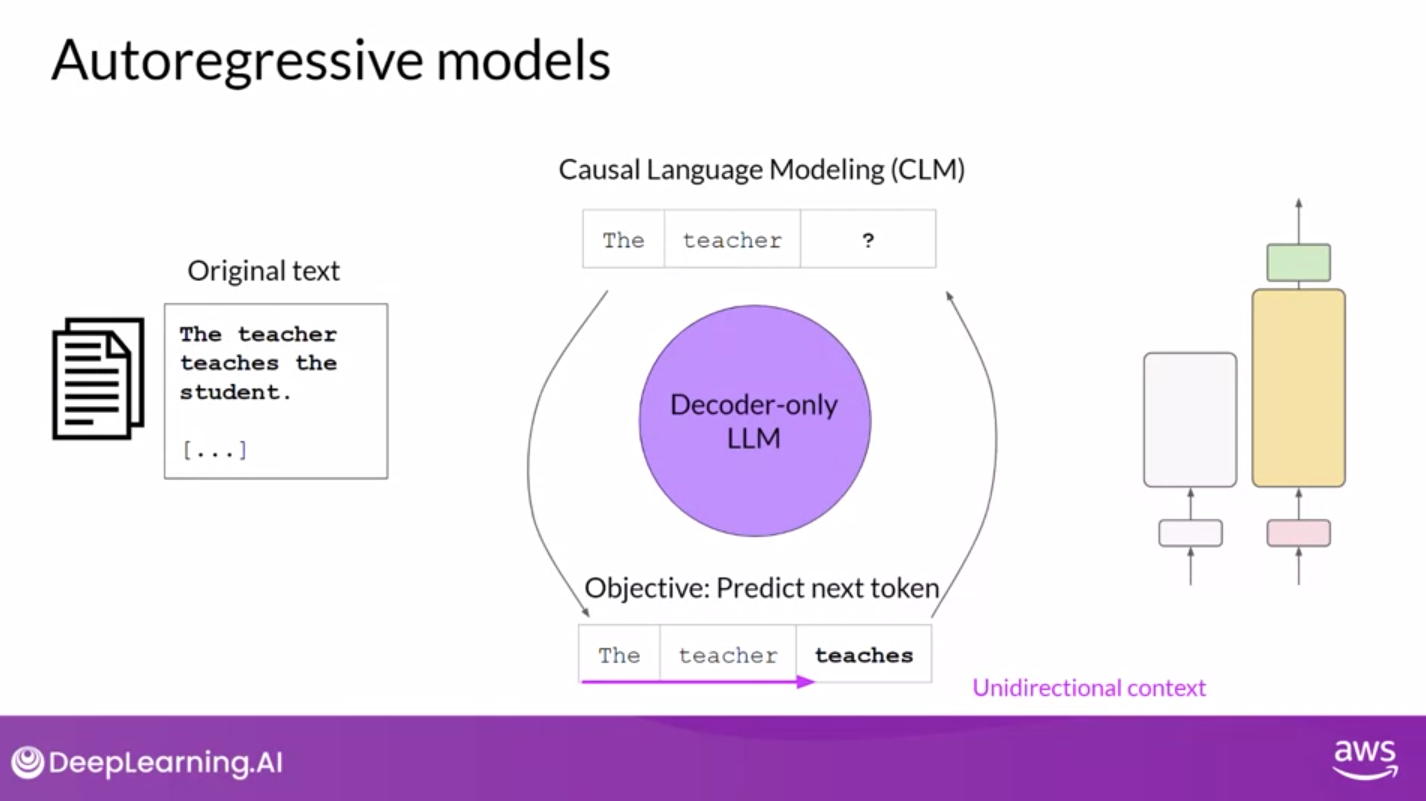 Autoregressive models
Causal Language Modeling (CLM)
The teacher ?
Original text
The teacher
teaches the
student.
[...]
Decoder-only
LLM
Objective: Predict next token
The teacher teaches
Unidirectional context
DeepLearning.AI
aws